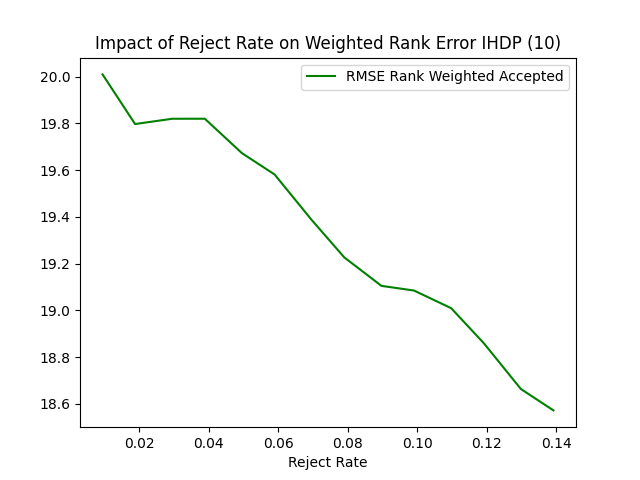 Impact of Reject Rate on Weighted Rank Error IHDP (10)
RMSE Rank Weighted Accepted
20.0
19.8
19.6
19.4
19.2
19.0
18.8
18.6
0.02 0.04 0.06 0.08 0.10 0.12 0.14
Reject Rate